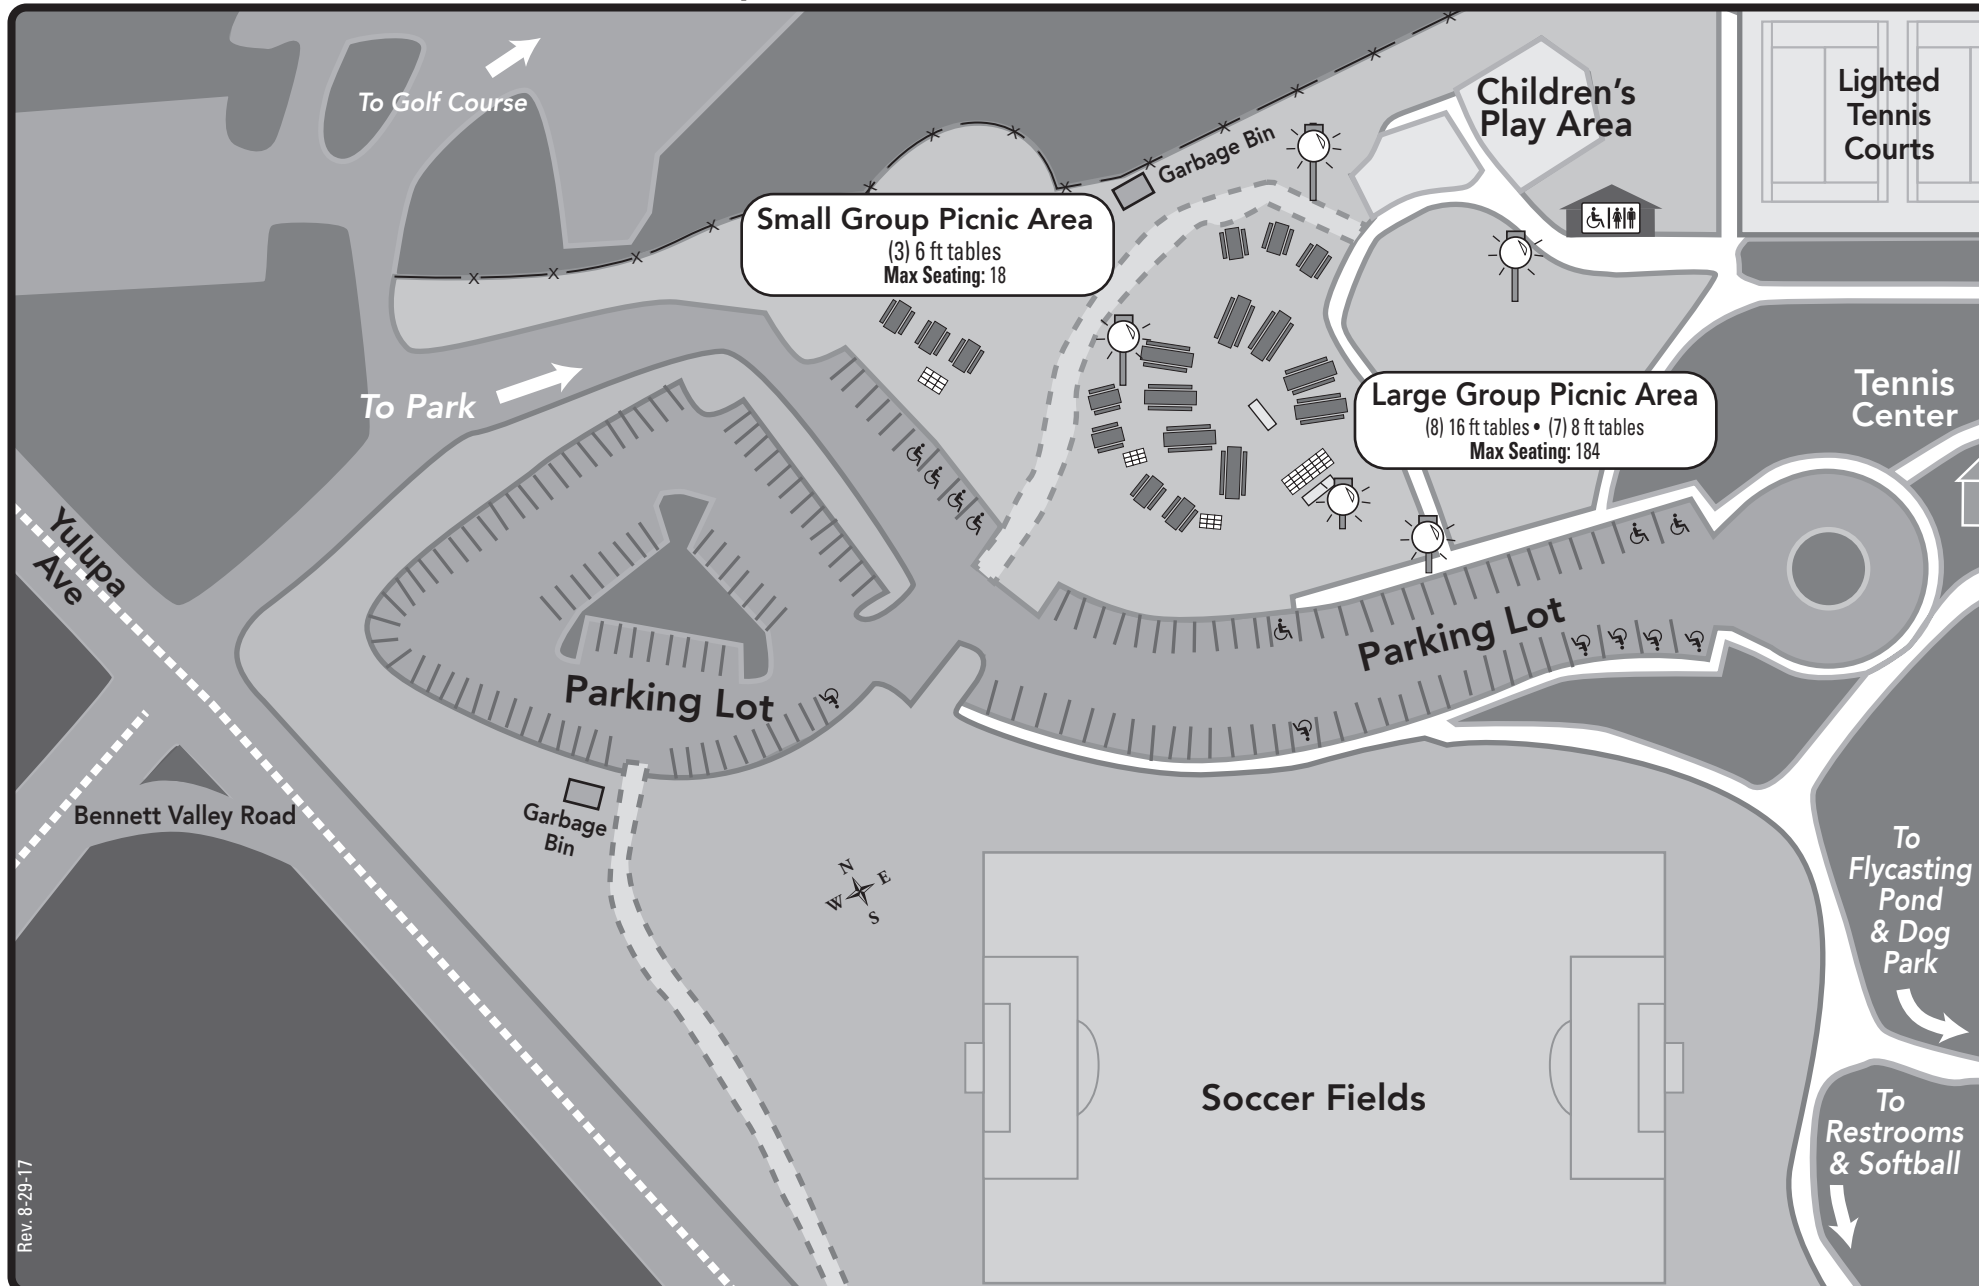 To Golf Course
Garbage Bin
Children's
Play Area
Lighted
Tennis
Courts
Small Group Picnic Area
(3) 6 ft tables
Max Seating: 18
To Park
Large Group Picnic Area
(8) 16 ft tables • (7) 8 ft tables
Max Seating: 184
Tennis
Center
Yulupa
Ave
Parking Lot
Parking Lot
Bennett Valley Road
Garbage
Bin
N
E
W
S
To
Flycasting
Pond
& Dog
Park
Soccer Fields
To
Restrooms
& Softball
Rev. 8-29-17